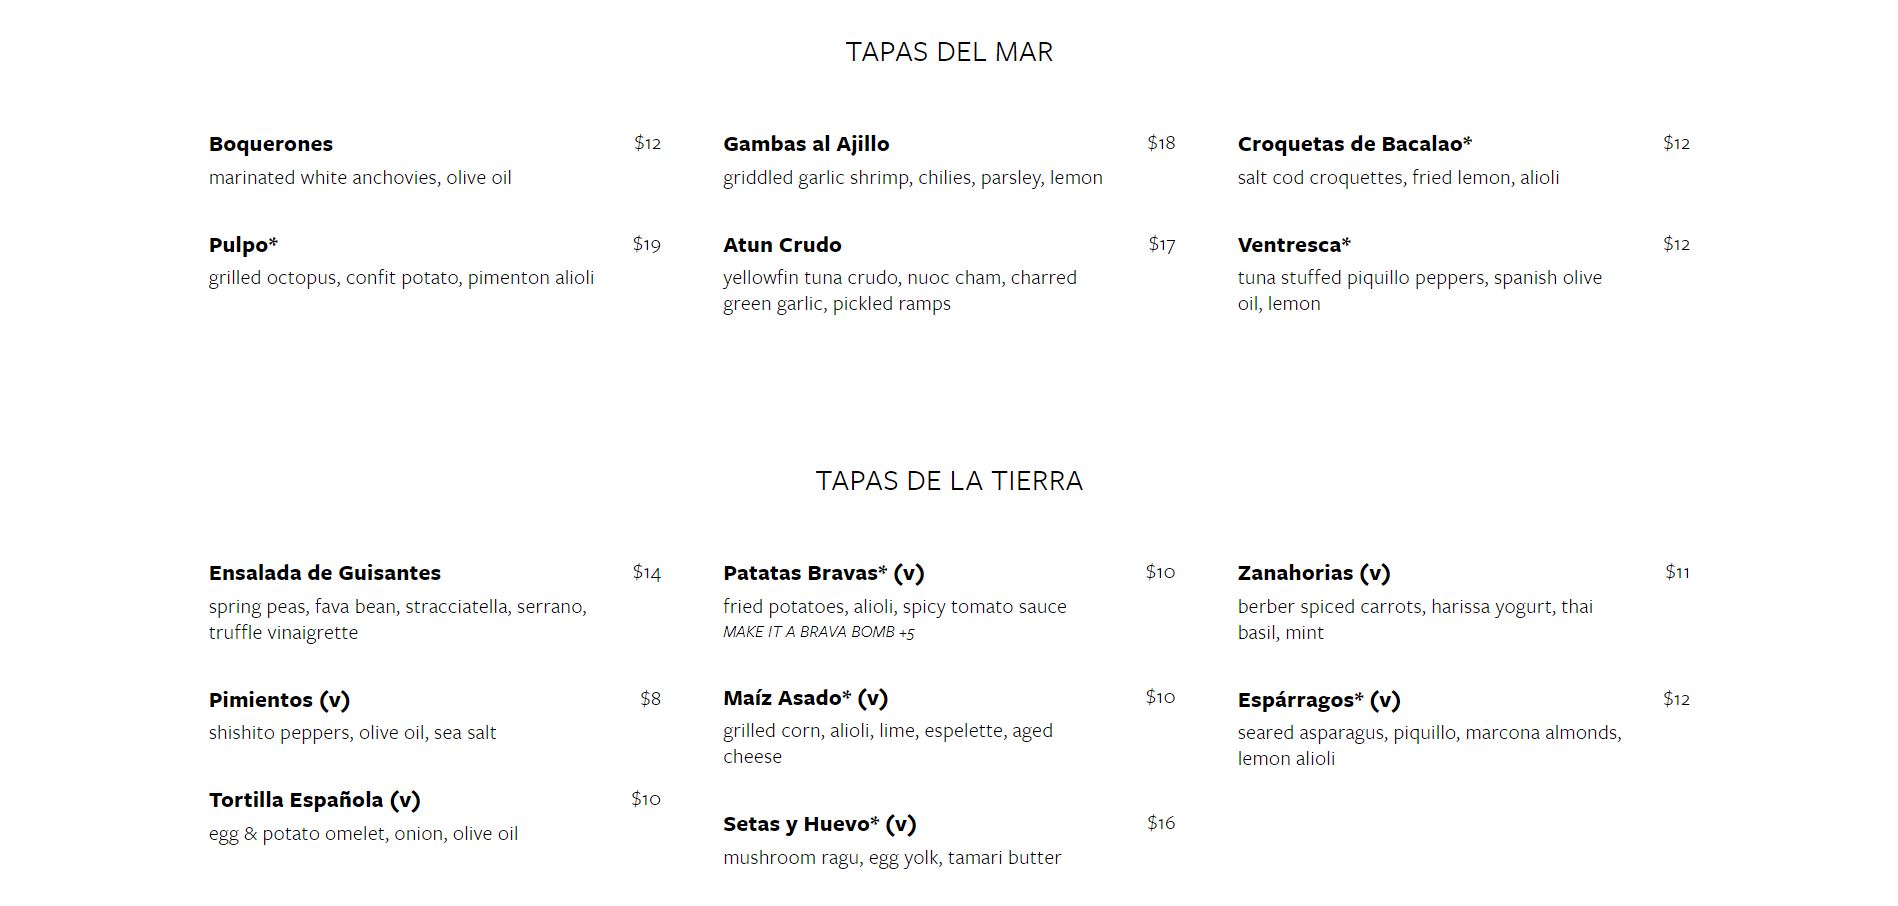 TAPAS DEL MAR
Boquerones $12
marinated white anchovies, olive oil
Pulpo* $19
grilled octopus, confit potato, pimenton alioli
Gambas al Ajillo $18
griddled garlic shrimp, chilies, parsley, lemon
Atun Crudo $17
yellowfin tuna crudo, nuoc cham, charred
green garlic, pickled ramps
Croquetas de Bacalao* $12
salt cod croquettes, fried lemon, alioli
Ventresca* $12
tuna stuffed piquillo peppers, spanish olive
oil, lemon
TAPAS DE LA TIERRA
Ensalada de Guisantes $14
spring peas, fava bean, stracciatella, serrano,
truffle vinaigrette
Pimientos (v) $8
shishito peppers, olive oil, sea salt
Tortilla Española (v) $10
egg & potato omelet, onion, olive oil
Patatas Bravas* (v) $10
fried potatoes, alioli, spicy tomato sauce
MAKE IT A BRAVA BOMB +5
Maíz Asado* (v) $10
grilled corn, alioli, lime, espelette, aged
cheese
Setas y Huevo* (v) $16
mushroom ragu, egg yolk, tamari butter
Zanahorias (v) $11
berber spiced carrots, harissa yogurt, thai
basil, mint
Espárragos* (v) $12
seared asparagus, piquillo, marcona almonds,
lemon alioli